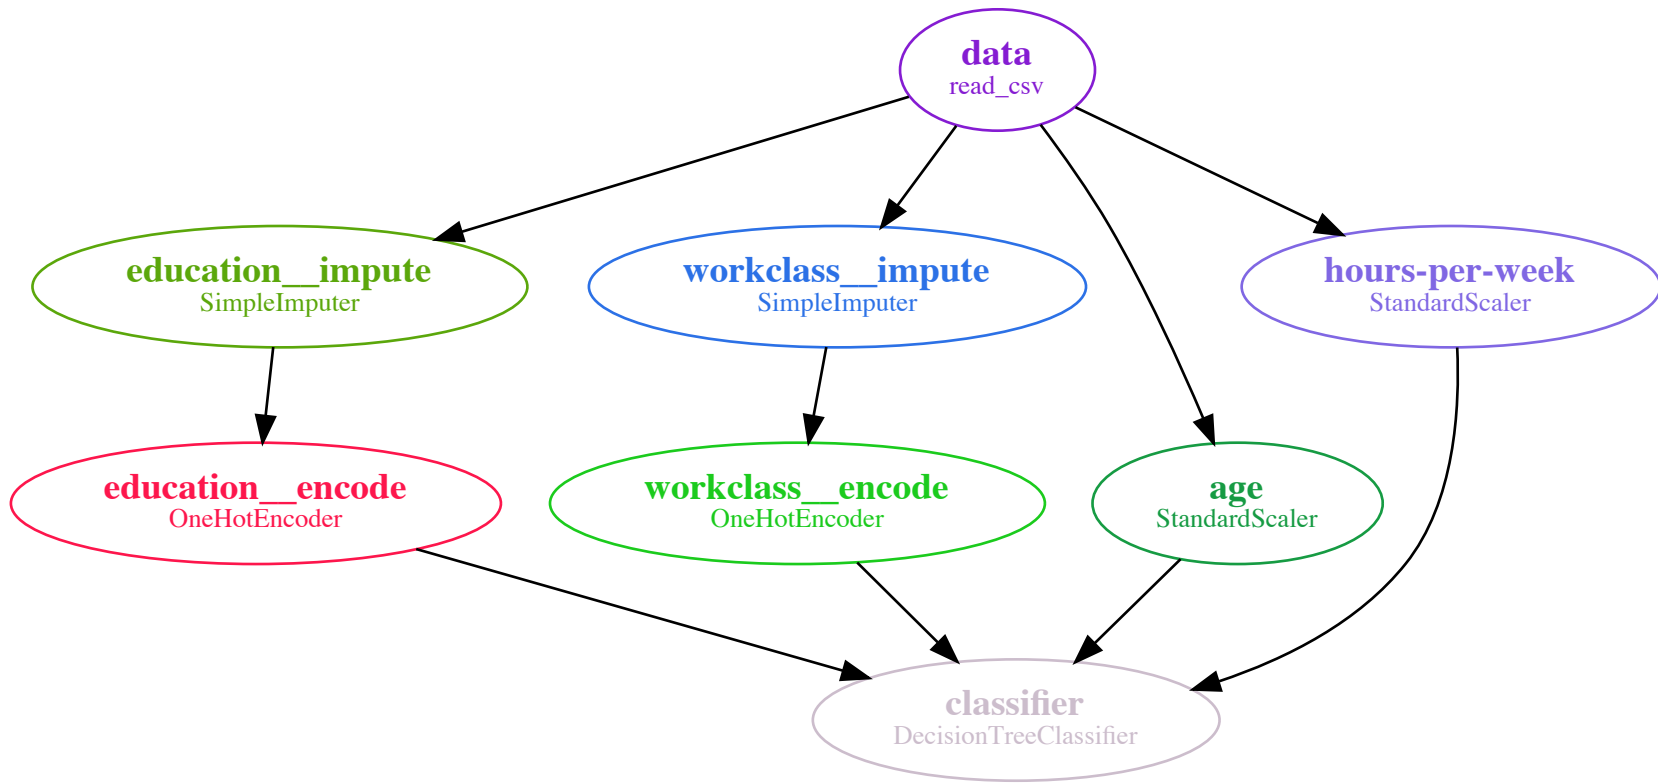 data
read_csv
education__impute
SimpleImputer
workclass__impute
SimpleImputer
hours-per-week
StandardScaler
education__encode
OneHotEncoder
workclass__encode
OneHotEncoder
age
StandardScaler
classifier
DecisionTreeClassifier